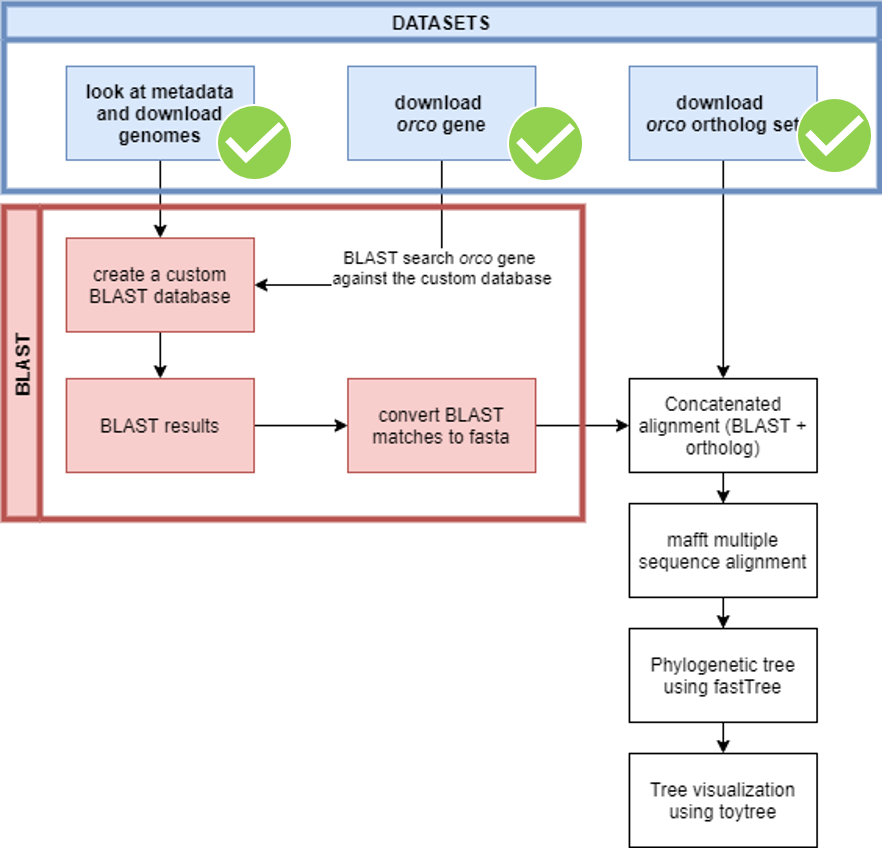 DATASETS
look at metadata
and download
genomes
download
orco gene
download
orco ortholog set
BLAST
create a custom
BLAST database
BLAST search orco gene
against the custom database
BLAST results
convert BLAST
matches to fasta
Concatenated
alignment (BLAST +
ortholog)
mafft multiple
sequence alignment
Phylogenetic tree
using fastTree
Tree visualization
using toytree